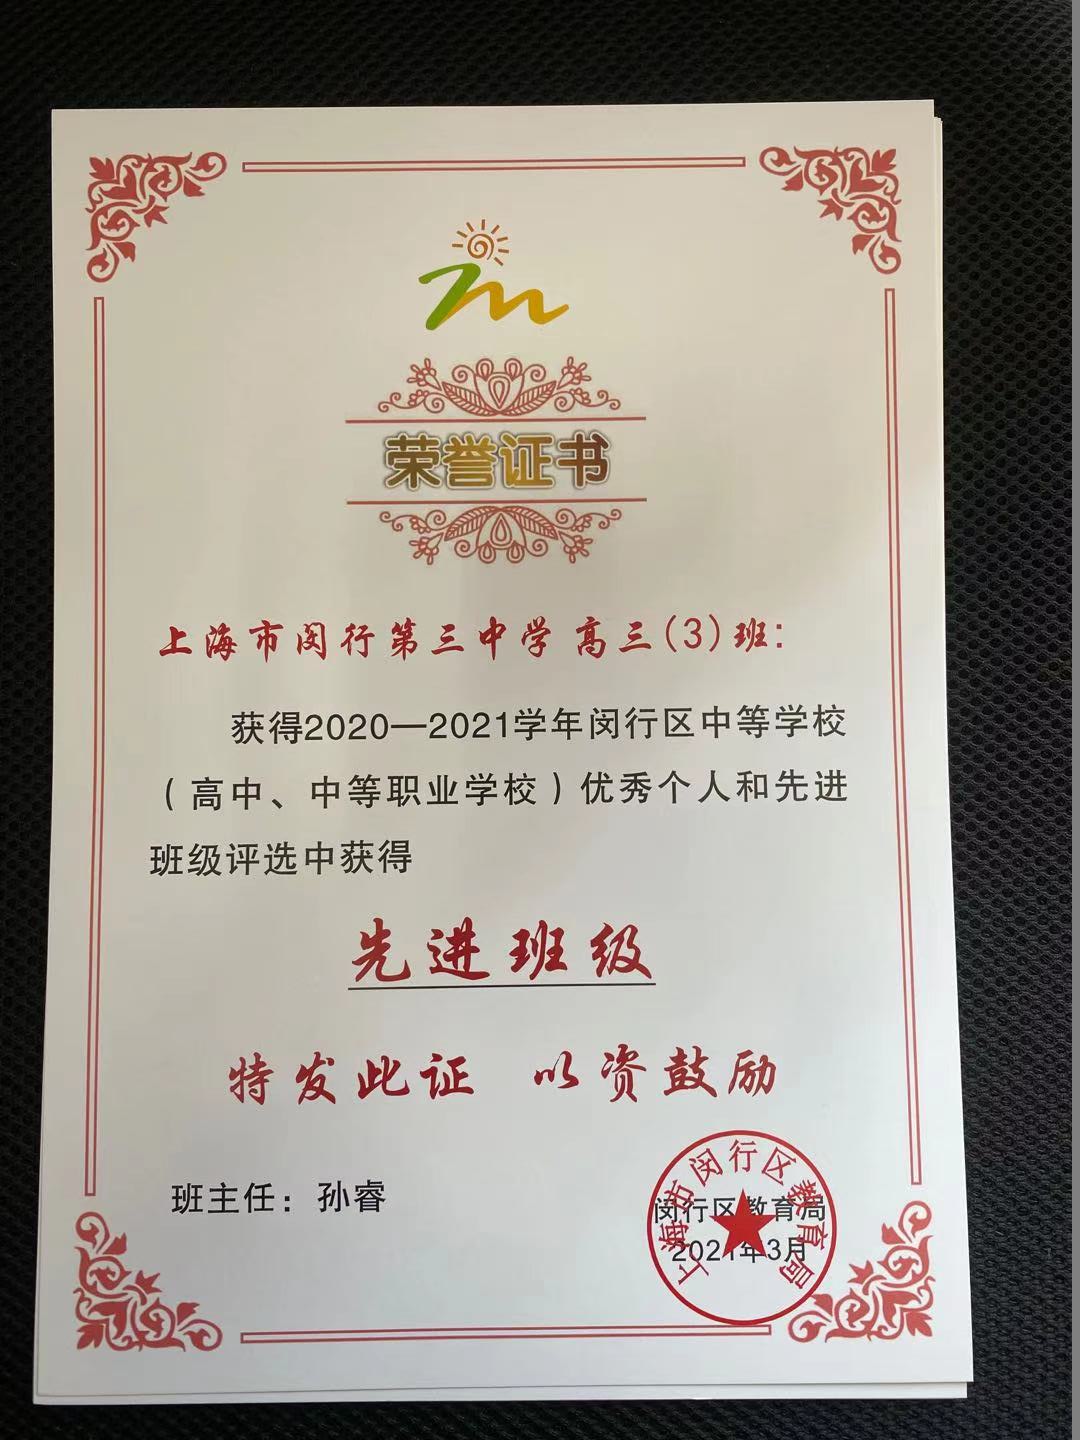 荣誉证书
上海市闵行第三中学 高三(3)班:
获得2020—2021学年闵行区中等学校
（高中、中等职业学校）优秀个人和先进
班级评选中获得
先进班级
特发此证 以资鼓励
班主任：孙睿
闵行区教育局
2021年3月
上海市闵行区教育局